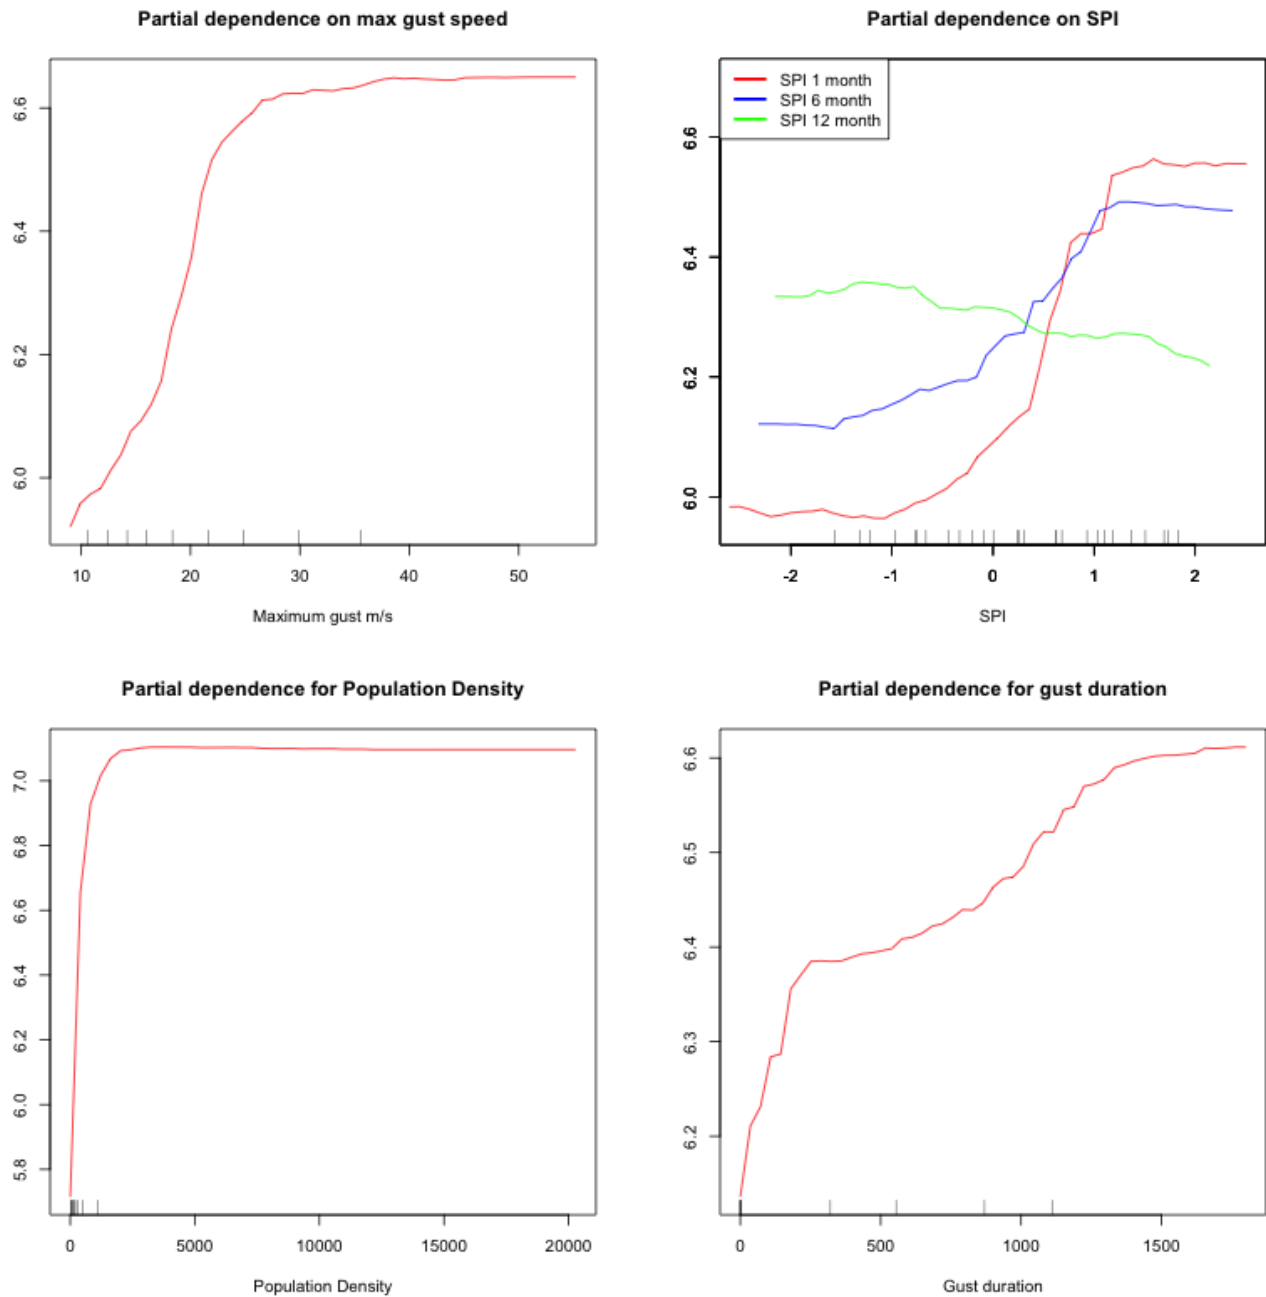 Partial dependence on max gust speed
6.6
6.4
6.2
6.0
10 20 30 40 50
Maximum gust m/s
Partial dependence on SPI
SPI 1 month
SPI 6 month
SPI 12 month
6.6
6.4
6.2
6.0
-2 -1 0 1 2
SPI
Partial dependence for Population Density
7.0
6.8
6.6
6.4
6.2
6.0
5.8
0 5000 10000 15000 20000
Population Density
Partial dependence for gust duration
6.6
6.5
6.4
6.3
6.2
0 500 1000 1500
Gust duration